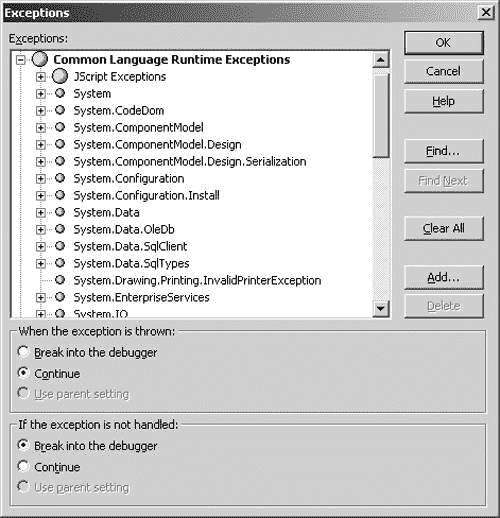 Exceptions
Exceptions:
Common Language Runtime Exceptions
JScript Exceptions
System
System.CodeDom
System.ComponentModel
System.ComponentModel.Design
System.ComponentModel.Design.Serialization
System.Configuration
System.Configuration.Install
System.Data
System.Data.OleDb
System.Data.SqlClient
System.Data.SqlTypes
System.Drawing.Printing.InvalidPrinterException
System.EnterpriseServices
System.IO
OK
Cancel
Help
Find...
Find Next
Clear All
Add...
Delete
When the exception is thrown:
Break into the debugger
Continue
Use parent setting
If the exception is not handled:
Break into the debugger
Continue
Use parent setting